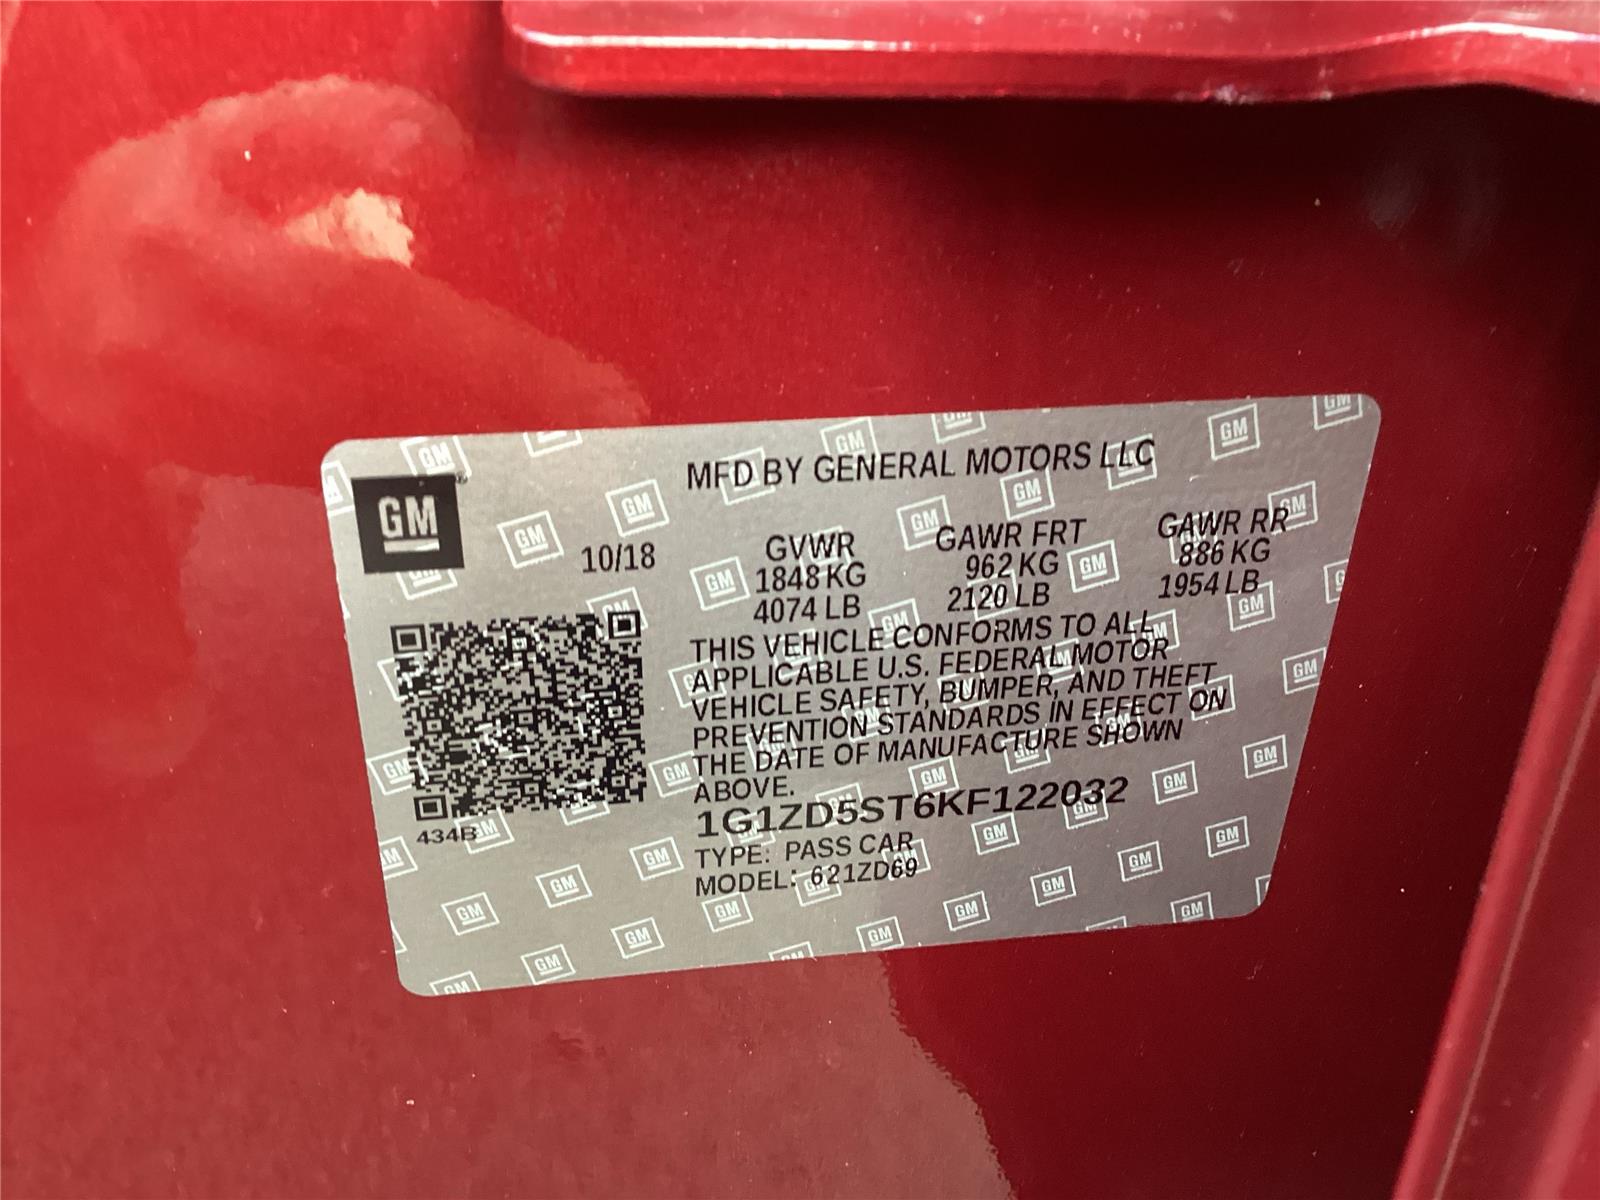 MFD BY GENERAL MOTORS LLC
GM
10/18
GVWR GAWR FRT GAWR RR
1848 KG 962 KG 886 KG
4074 LB 2120 LB 1954 LB
THIS VEHICLE CONFORMS TO ALL
APPLICABLE U.S. FEDERAL MOTOR
VEHICLE SAFETY, BUMPER, AND THEFT
PREVENTION STANDARDS IN EFFECT ON
THE DATE OF MANUFACTURE SHOWN
ABOVE.
1G1ZD5ST6KF122032
434B
TYPE: PASS CAR
MODEL: 621ZD69